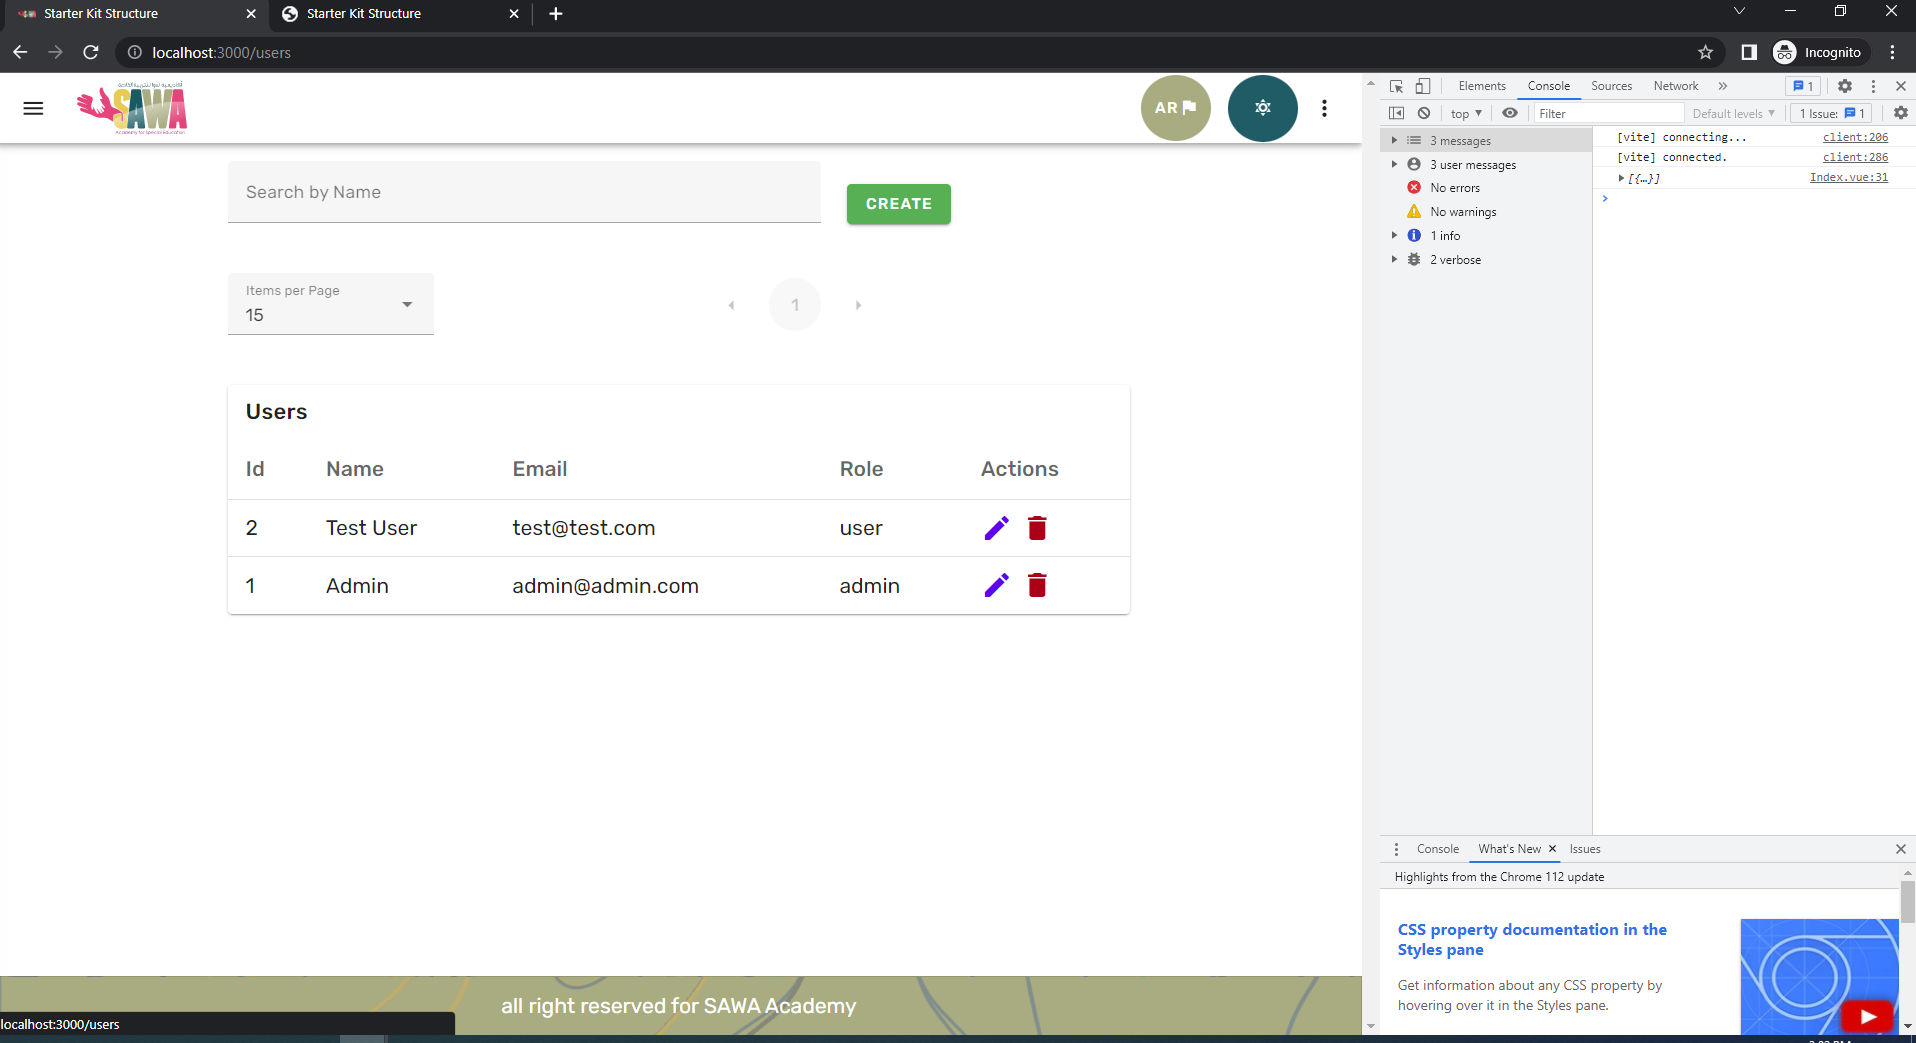 Starter Kit Structure
Starter Kit Structure
localhost:3000/users
Incognito
SAWA
Academy for Special Education
AR
Search by Name
CREATE
Items per Page
15
1
Users
Id Name Email Role Actions
2 Test User test@test.com user
1 Admin admin@admin.com admin
all right reserved for SAWA Academy
localhost:3000/users
Elements Console Sources Network » 1
top Filter Default levels 1 Issue: 1
3 messages
3 user messages
No errors
No warnings
1 info
2 verbose
[vite] connecting... client:206
[vite] connected. client:286
[{…}] Index.vue:31
Console What's New Issues
Highlights from the Chrome 112 update
CSS property documentation in the
Styles pane
Get information about any CSS property by
hovering over it in the Styles pane.